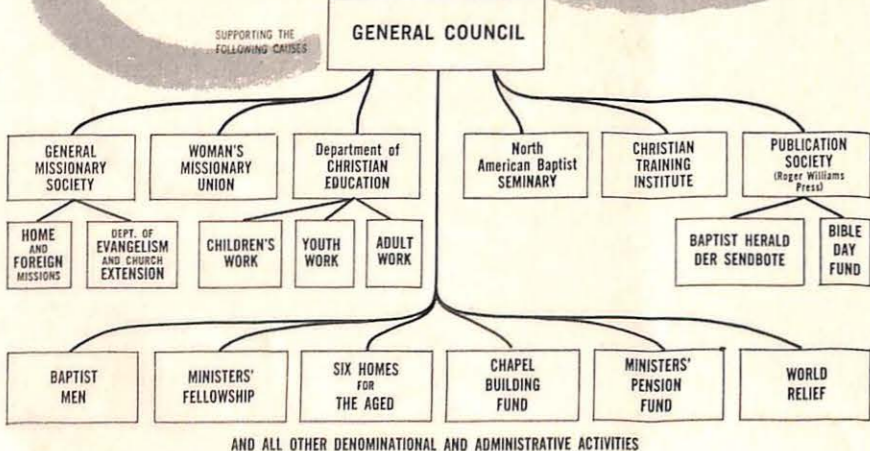 SUPPORTING THE
FOLLOWING CAUSES
GENERAL COUNCIL
GENERAL
MISSIONARY
SOCIETY
WOMAN'S
MISSIONARY
UNION
Department of
CHRISTIAN
EDUCATION
North
American Baptist
SEMINARY
CHRISTIAN
TRAINING
INSTITUTE
PUBLICATION
SOCIETY
(Roger Williams
Press)
HOME
AND
FOREIGN
MISSIONS
DEPT. OF
EVANGELISM
AND CHURCH
EXTENSION
CHILDREN'S
WORK
YOUTH
WORK
ADULT
WORK
BAPTIST HERALD
DER SENDBOTE
BIBLE
DAY
FUND
BAPTIST
MEN
MINISTERS'
FELLOWSHIP
SIX HOMES
FOR
THE AGED
CHAPEL
BUILDING
FUND
MINISTERS'
PENSION
FUND
WORLD
RELIEF
AND ALL OTHER DENOMINATIONAL AND ADMINISTRATIVE ACTIVITIES